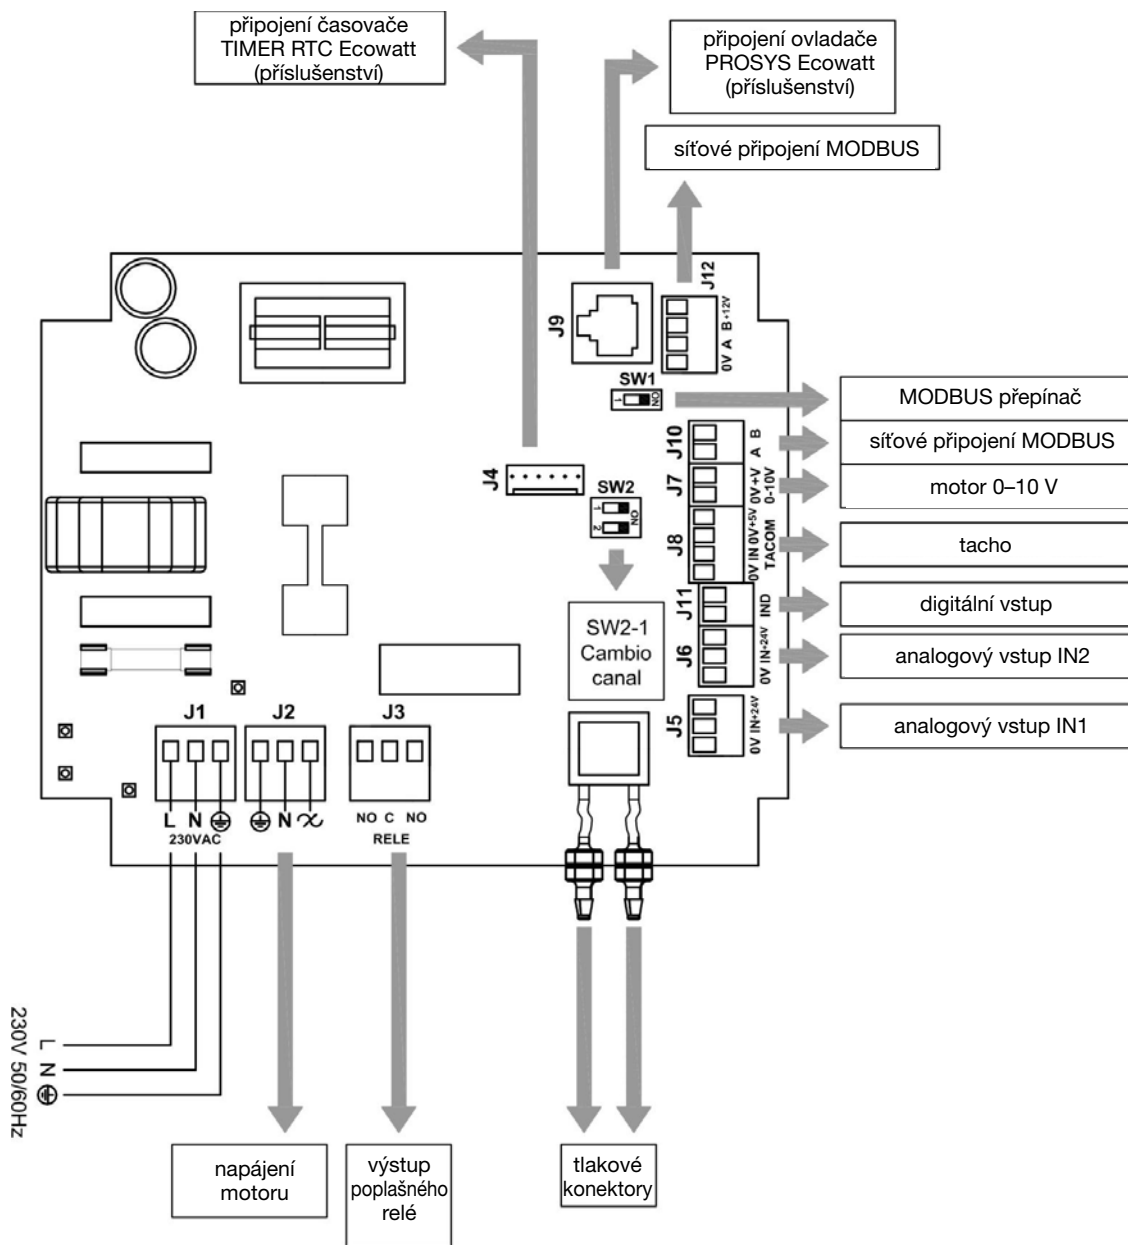 připojení časovače
TIMER RTC Ecowatt
(příslušenství)
připojení ovladače
PROSYS Ecowatt
(příslušenství)
síťové připojení MODBUS
J12
J9
0V A B +12V
SW1
1
ON
MODBUS přepínač
J10
A B
síťové připojení MODBUS
J4
J7
0V +V
0-10V
motor 0–10 V
SW2
1
2
ON
J8
0V IN 0V +5V
TACOM
tacho
SW2-1
Cambio
canal
J11
IND
digitální vstup
J6
0V IN +24V
analogový vstup IN2
J5
0V IN +24V
analogový vstup IN1
J1
J2
J3
L N
230VAC
N
NO C NO
RELE
230V 50/60Hz
L
N
napájení
motoru
výstup
poplašného
relé
tlakové
konektory